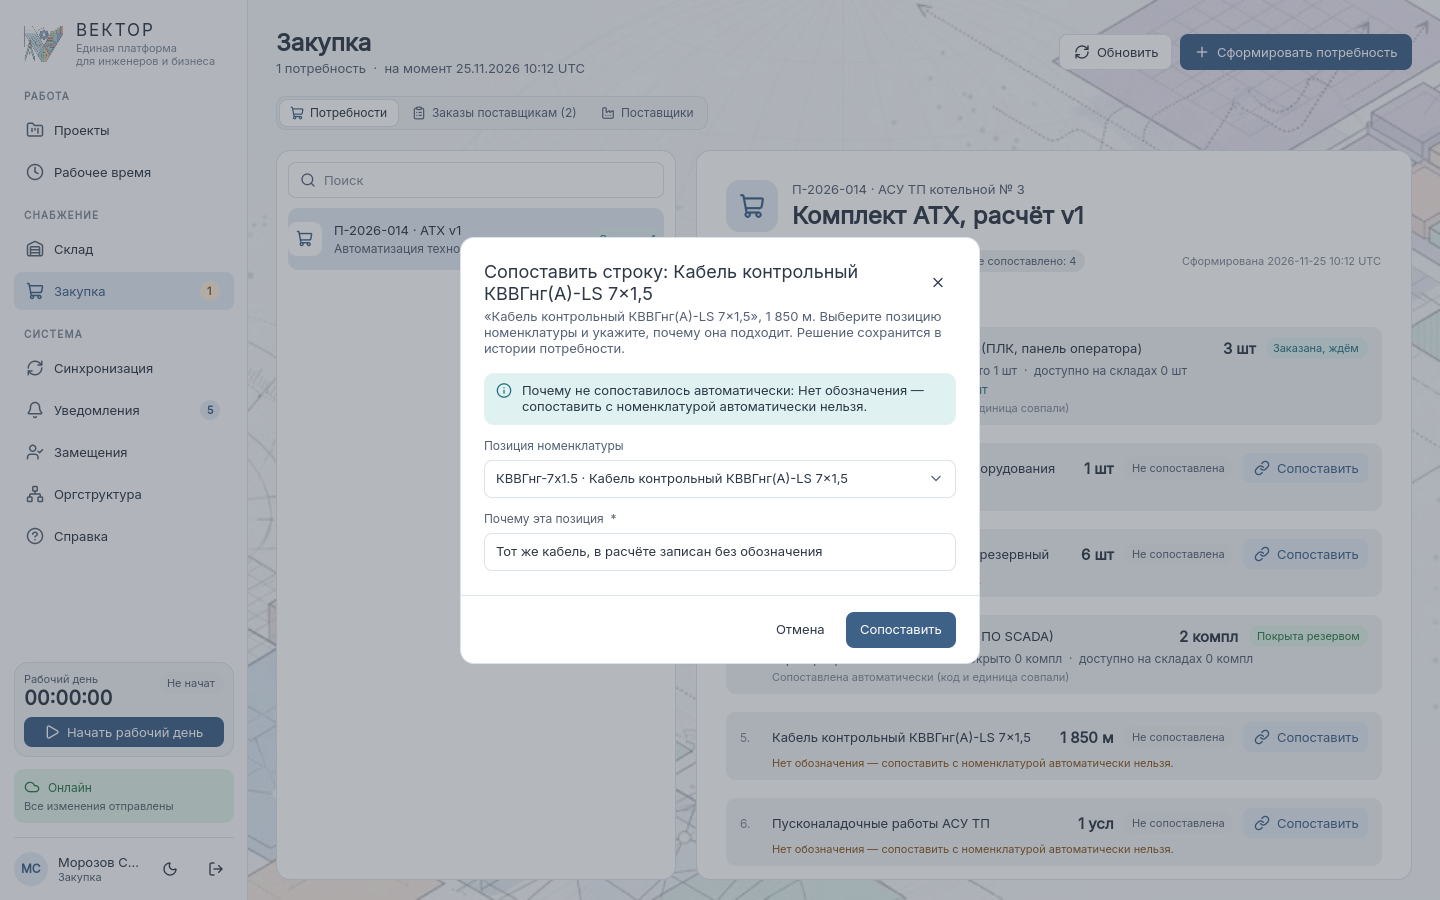 ВЕКТОР
Единая платформа
для инженеров и бизнеса
РАБОТА
Проекты
Рабочее время
СНАБЖЕНИЕ
Склад
Закупка
1
СИСТЕМА
Синхронизация
Уведомления
5
Замещения
Оргструктура
Справка
Рабочий день
Не начат
00:00:00
Начать рабочий день
Онлайн
Все изменения отправлены
МС
Морозов С...
Закупка
Закупка
1 потребность · на момент 25.11.2026 10:12 UTC
Обновить
Сформировать потребность
Потребности
Заказы поставщикам (2)
Поставщики
Поиск
П-2026-014 · АТХ v1
Автоматизация техно
П-2026-014 · АСУ ТП котельной № 3
Комплект АТХ, расчёт v1
е сопоставлено: 4
Сформирована 2026-11-25 10:12 UTC
(ПЛК, панель оператора)
3 шт
Заказана, ждём
то 1 шт · доступно на складах 0 шт
шт
единица совпали)
орудования
1 шт
Не сопоставлена
Сопоставить
резервный
6 шт
Не сопоставлена
Сопоставить
ПО SCADA)
2 компл
Покрыта резервом
крыто 0 компл · доступно на складах 0 компл
Сопоставлена автоматически (код и единица совпали)
5.
Кабель контрольный КВВГнг(А)-LS 7×1,5
1 850 м
Не сопоставлена
Сопоставить
Нет обозначения — сопоставить с номенклатурой автоматически нельзя.
6.
Пусконаладочные работы АСУ ТП
1 усл
Не сопоставлена
Сопоставить
Нет обозначения — сопоставить с номенклатурой автоматически нельзя.
Сопоставить строку: Кабель контрольный
КВВГнг(А)-LS 7×1,5
«Кабель контрольный КВВГнг(А)-LS 7×1,5», 1 850 м. Выберите позицию
номенклатуры и укажите, почему она подходит. Решение сохранится в
истории потребности.
Почему не сопоставилось автоматически: Нет обозначения —
сопоставить с номенклатурой автоматически нельзя.
Позиция номенклатуры
КВВГнг-7х1.5 · Кабель контрольный КВВГнг(А)-LS 7×1,5
Почему эта позиция *
Тот же кабель, в расчёте записан без обозначения
Отмена
Сопоставить